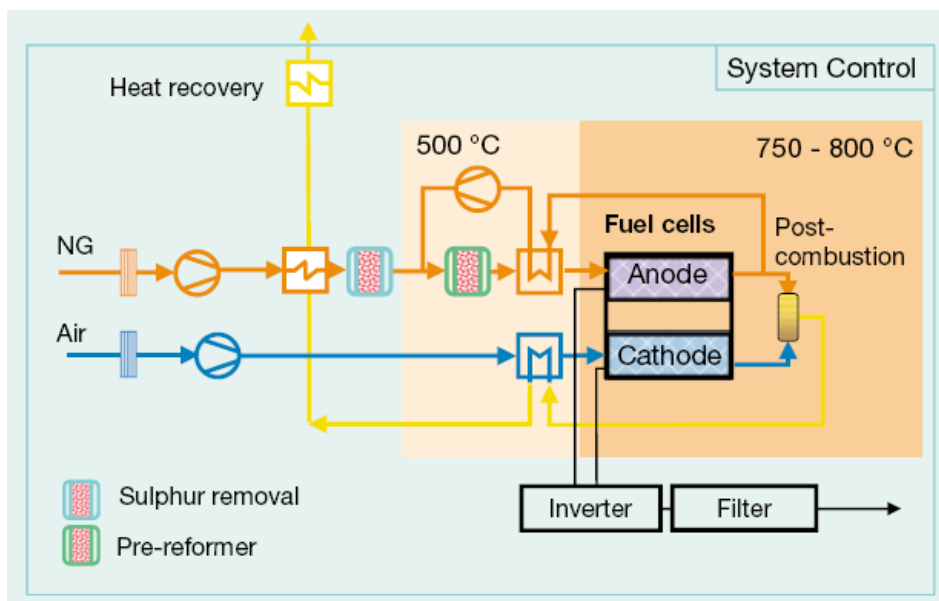 System Control
Heat recovery
500 °C
750 - 800 °C
NG
Fuel cells
Post-
combustion
Anode
Air
Cathode
Sulphur removal
Pre-reformer
Inverter
Filter